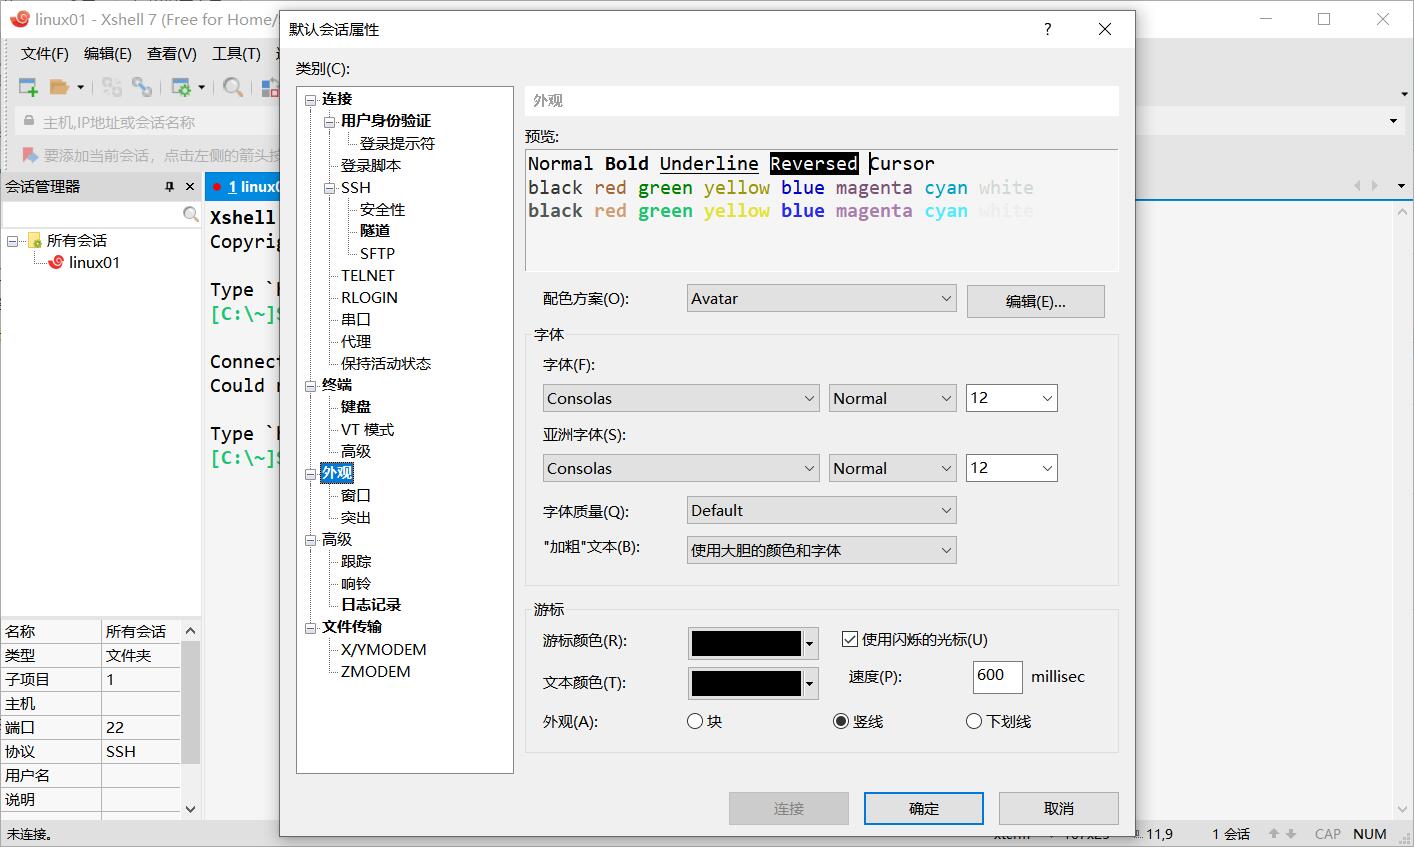 linux01 - Xshell 7 (Free for Home/
文件(F) 编辑(E) 查看(V) 工具(T)
主机,IP地址或会话名称
要添加当前会话，点击左侧的箭头按
会话管理器
所有会话
linux01
名称 所有会话
类型 文件夹
子项目 1
主机
端口 22
协议 SSH
用户名
说明
未连接。
1 linux0
Xshell
Copyrig
Type `
[C:\~]
Connect
Could
Type `
[C:\~]
默认会话属性
类别(C):
连接
用户身份验证
登录提示符
登录脚本
SSH
安全性
隧道
SFTP
TELNET
RLOGIN
串口
代理
保持活动状态
终端
键盘
VT 模式
高级
外观
窗口
突出
高级
跟踪
响铃
日志记录
文件传输
X/YMODEM
ZMODEM
外观
预览:
Normal Bold Underline Reversed Cursor
black red green yellow blue magenta cyan white
black red green yellow blue magenta cyan white
配色方案(O): Avatar 编辑(E)...
字体
字体(F):
Consolas Normal 12
亚洲字体(S):
Consolas Normal 12
字体质量(Q): Default
"加粗"文本(B): 使用大胆的颜色和字体
游标
游标颜色(R): 使用闪烁的光标(U)
文本颜色(T): 速度(P): 600 millisec
外观(A): 块 竖线 下划线
连接 确定 取消
11,9 1 会话 CAP NUM